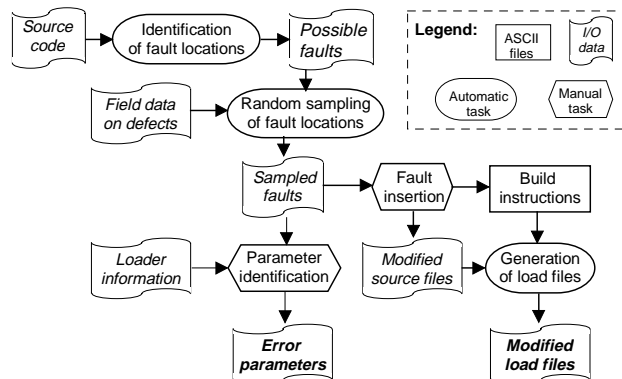 Source
code
Identification
of fault locations
Possible
faults
Legend:
ASCII
files
I/O
data
Automatic
task
Manual
task
Field data
on defects
Random sampling
of fault locations
Sampled
faults
Fault
insertion
Build
instructions
Loader
information
Parameter
identification
Modified
source files
Generation
of load files
Error
parameters
Modified
load files